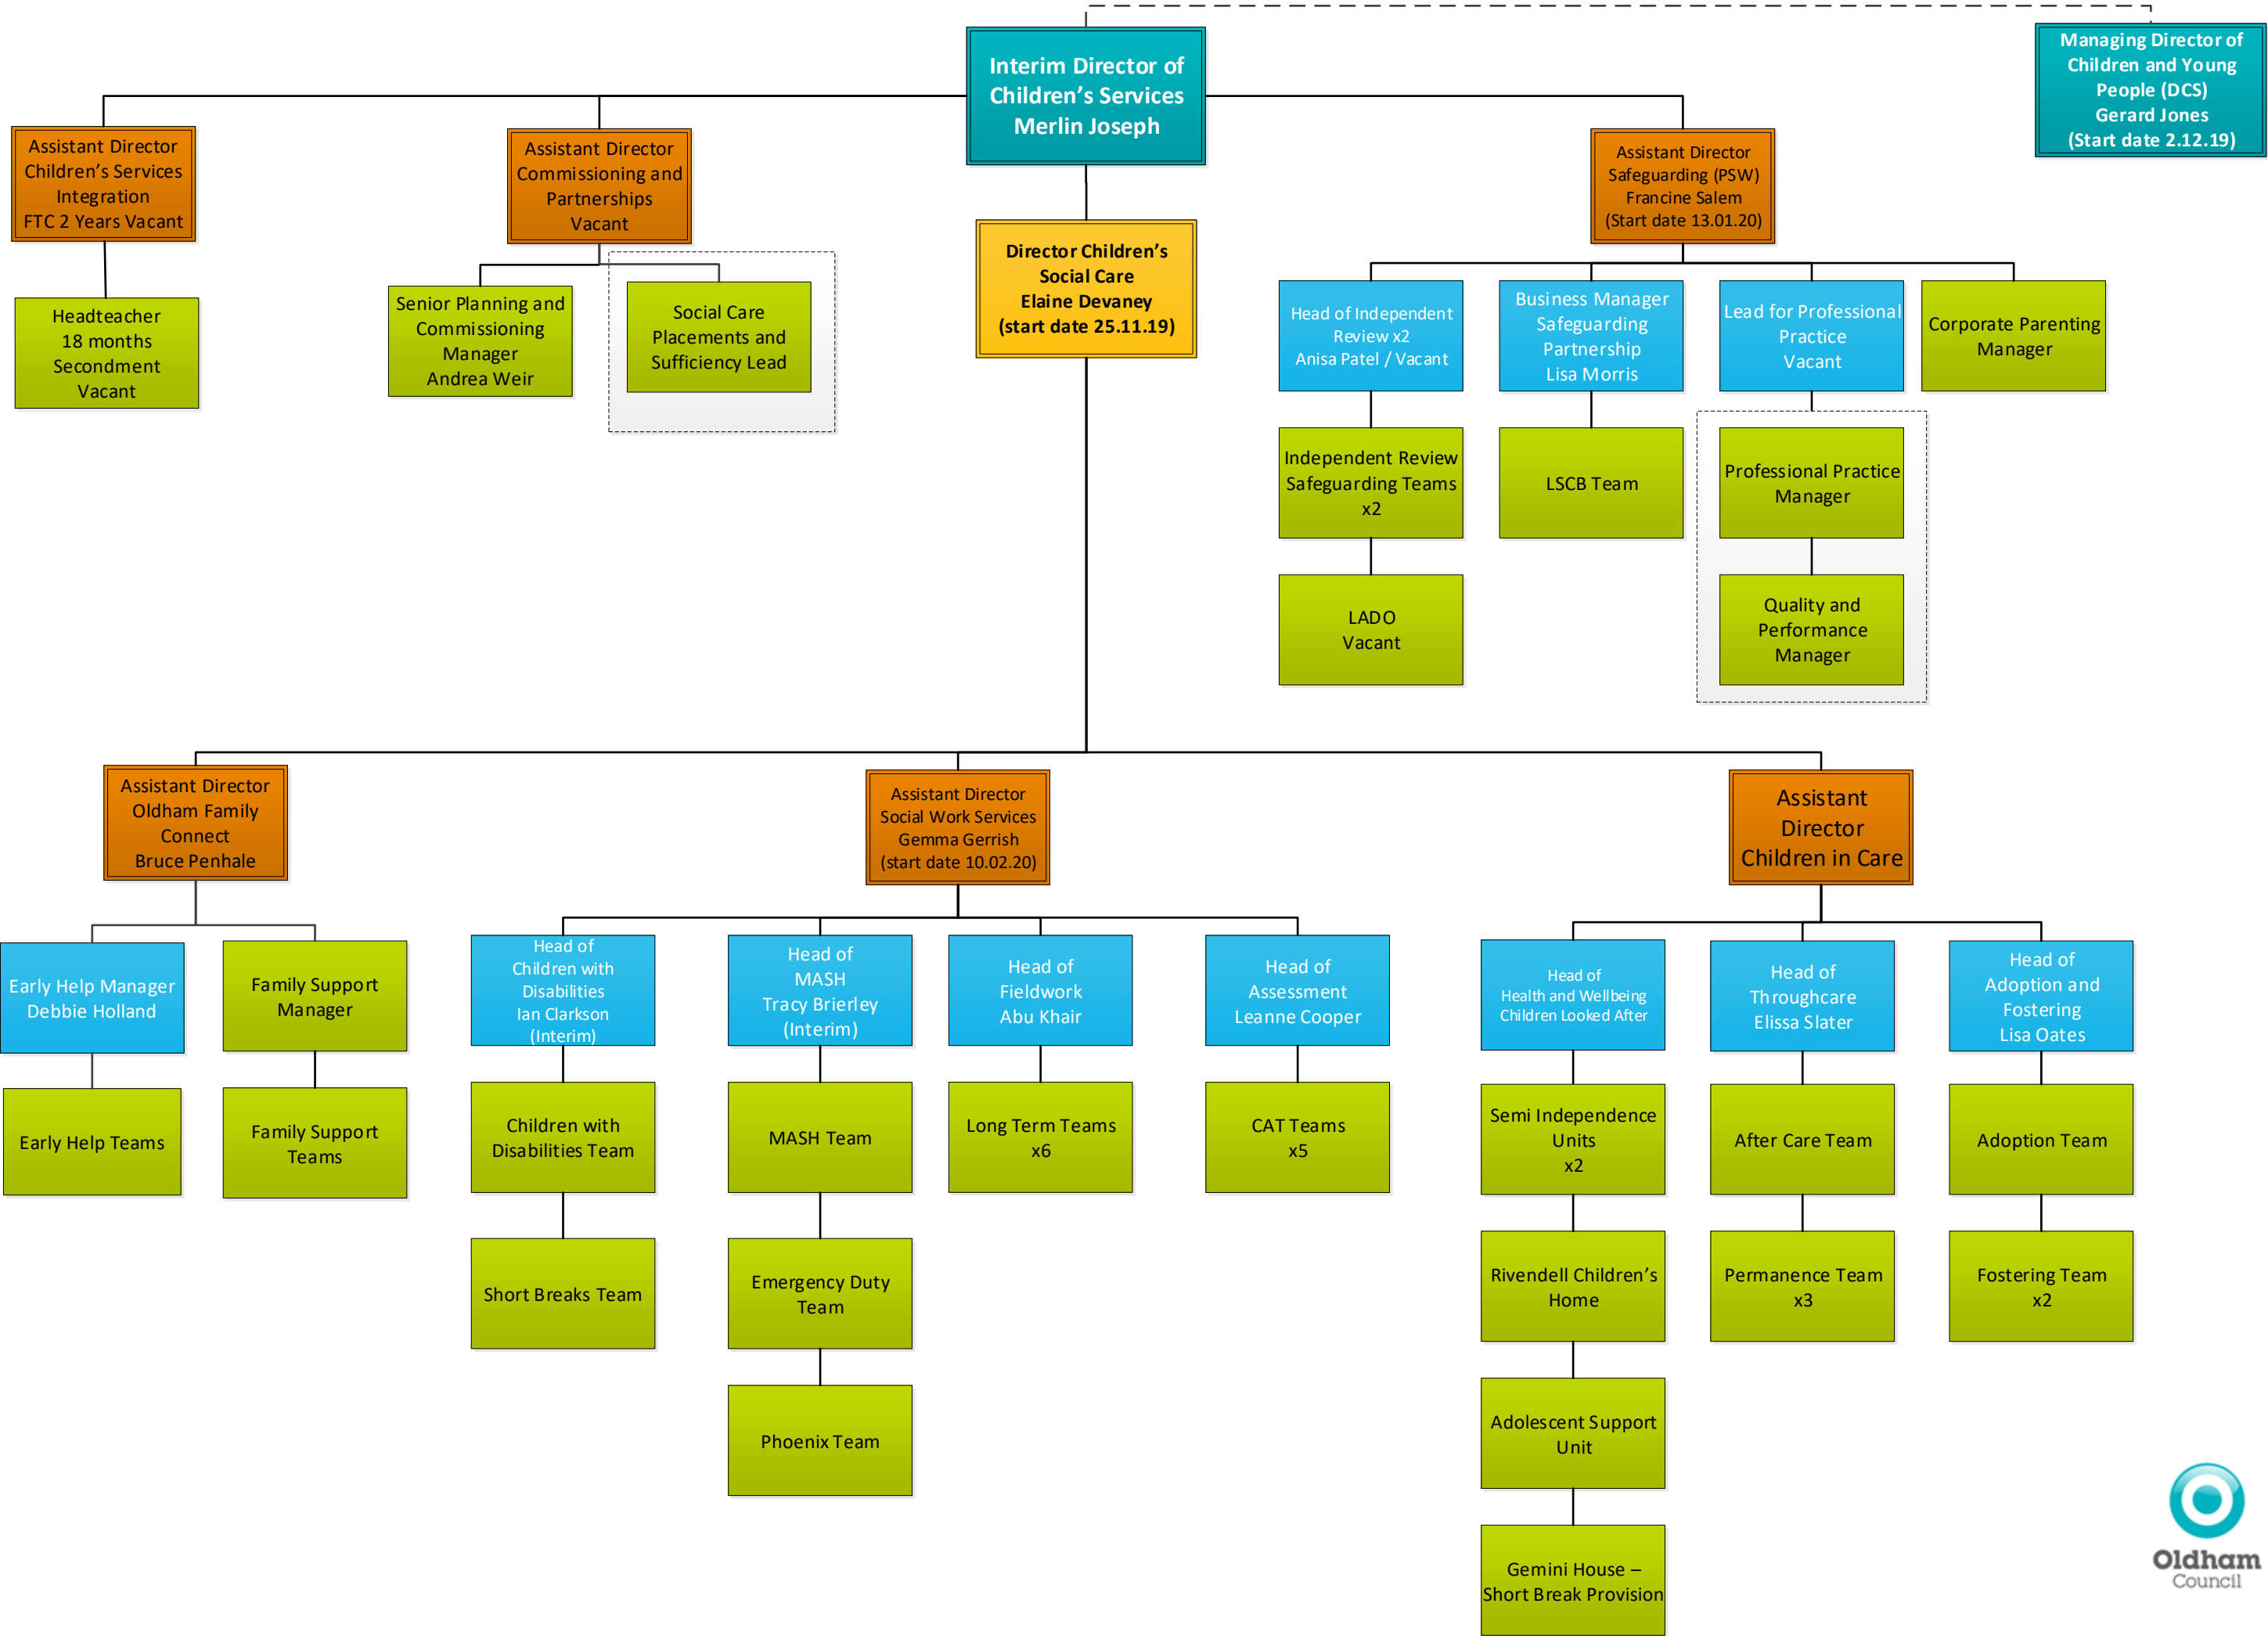 Interim Director of
Children’s Services
Merlin Joseph
Managing Director of
Children and Young
People (DCS)
Gerard Jones
(Start date 2.12.19)
Assistant Director
Children’s Services
Integration
FTC 2 Years Vacant
Assistant Director
Commissioning and
Partnerships
Vacant
Assistant Director
Safeguarding (PSW)
Francine Salem
(Start date 13.01.20)
Director Children’s
Social Care
Elaine Devaney
(start date 25.11.19)
Headteacher
18 months
Secondment
Vacant
Senior Planning and
Commissioning
Manager
Andrea Weir
Social Care
Placements and
Sufficiency Lead
Head of Independent
Review x2
Anisa Patel / Vacant
Business Manager
Safeguarding
Partnership
Lisa Morris
Lead for Professional
Practice
Vacant
Corporate Parenting
Manager
Independent Review
Safeguarding Teams
x2
LSCB Team
Professional Practice
Manager
LADO
Vacant
Quality and
Performance
Manager
Assistant Director
Oldham Family
Connect
Bruce Penhale
Assistant Director
Social Work Services
Gemma Gerrish
(start date 10.02.20)
Assistant
Director
Children in Care
Early Help Manager
Debbie Holland
Family Support
Manager
Head of
Children with
Disabilities
Ian Clarkson
(Interim)
Head of
MASH
Tracy Brierley
(Interim)
Head of
Fieldwork
Abu Khair
Head of
Assessment
Leanne Cooper
Head of
Health and Wellbeing
Children Looked After
Head of
Throughcare
Elissa Slater
Head of
Adoption and
Fostering
Lisa Oates
Early Help Teams
Family Support
Teams
Children with
Disabilities Team
MASH Team
Long Term Teams
x6
CAT Teams
x5
Semi Independence
Units
x2
After Care Team
Adoption Team
Short Breaks Team
Emergency Duty
Team
Rivendell Children’s
Home
Permanence Team
x3
Fostering Team
x2
Phoenix Team
Adolescent Support
Unit
Gemini House –
Short Break Provision
Oldham
Council